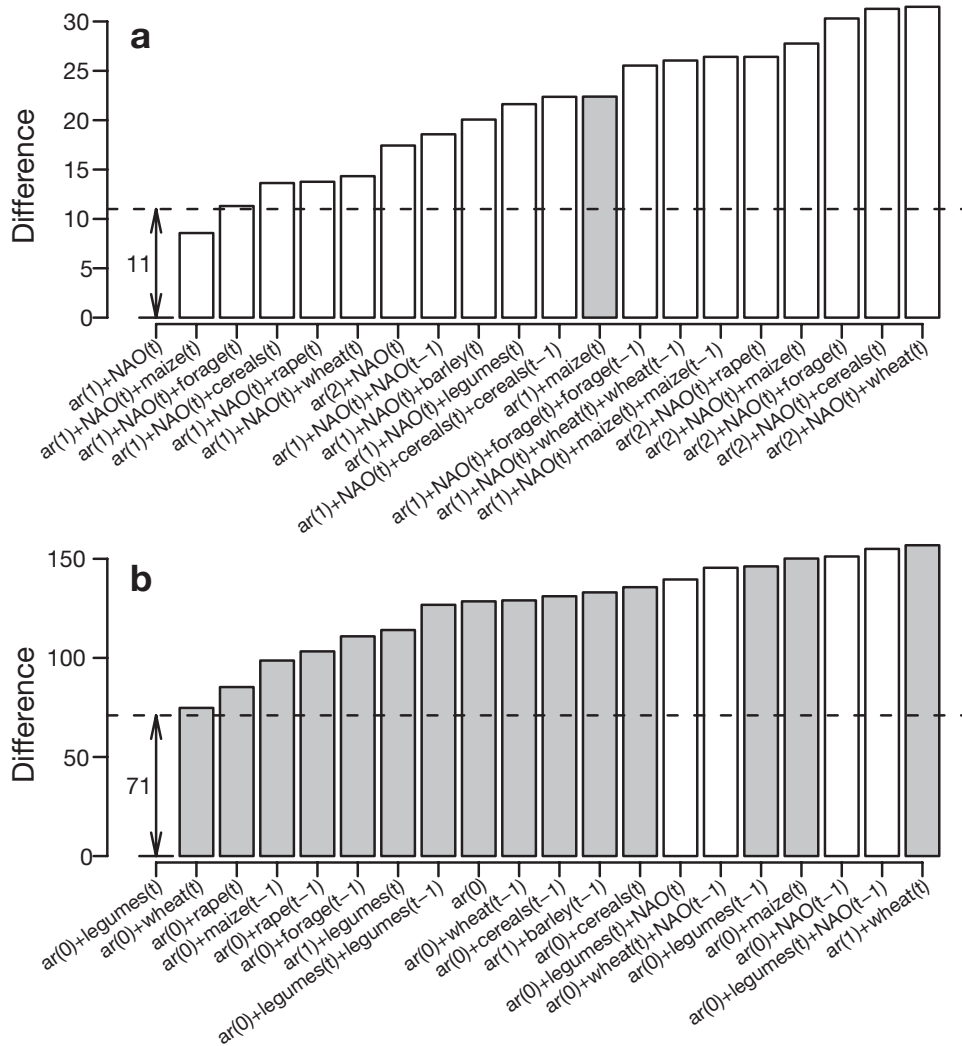 a
Difference
30
25
20
15
10
5
0
11
ar(1)+NAO(t)
ar(1)+NAO(t)+maize(t)
ar(1)+NAO(t)+forage(t)
ar(1)+NAO(t)+cereals(t)
ar(1)+NAO(t)+rape(t)
ar(1)+NAO(t)+wheat(t)
ar(2)+NAO(t)
ar(1)+NAO(t)+NAO(t−1)
ar(1)+NAO(t)+barley(t)
ar(1)+NAO(t)+legumes(t)
ar(1)+NAO(t)+cereals(t)+cereals(t−1)
ar(1)+maize(t)
ar(1)+NAO(t)+forage(t)+forage(t−1)
ar(1)+NAO(t)+wheat(t)+wheat(t−1)
ar(1)+NAO(t)+maize(t)+maize(t−1)
ar(2)+NAO(t)+rape(t)
ar(2)+NAO(t)+maize(t)
ar(2)+NAO(t)+forage(t)
ar(2)+NAO(t)+cereals(t)
ar(2)+NAO(t)+wheat(t)
b
Difference
150
100
50
0
71
ar(0)+legumes(t)
ar(0)+wheat(t)
ar(0)+rape(t)
ar(0)+maize(t−1)
ar(0)+rape(t−1)
ar(0)+forage(t−1)
ar(1)+legumes(t)
ar(0)+legumes(t)+legumes(t−1)
ar(0)
ar(0)+wheat(t−1)
ar(0)+cereals(t−1)
ar(1)+barley(t−1)
ar(0)+cereals(t)
ar(0)+legumes(t)+NAO(t)
ar(0)+wheat(t)+NAO(t−1)
ar(0)+legumes(t−1)
ar(0)+maize(t)
ar(0)+NAO(t−1)
ar(0)+legumes(t)+NAO(t−1)
ar(1)+wheat(t)